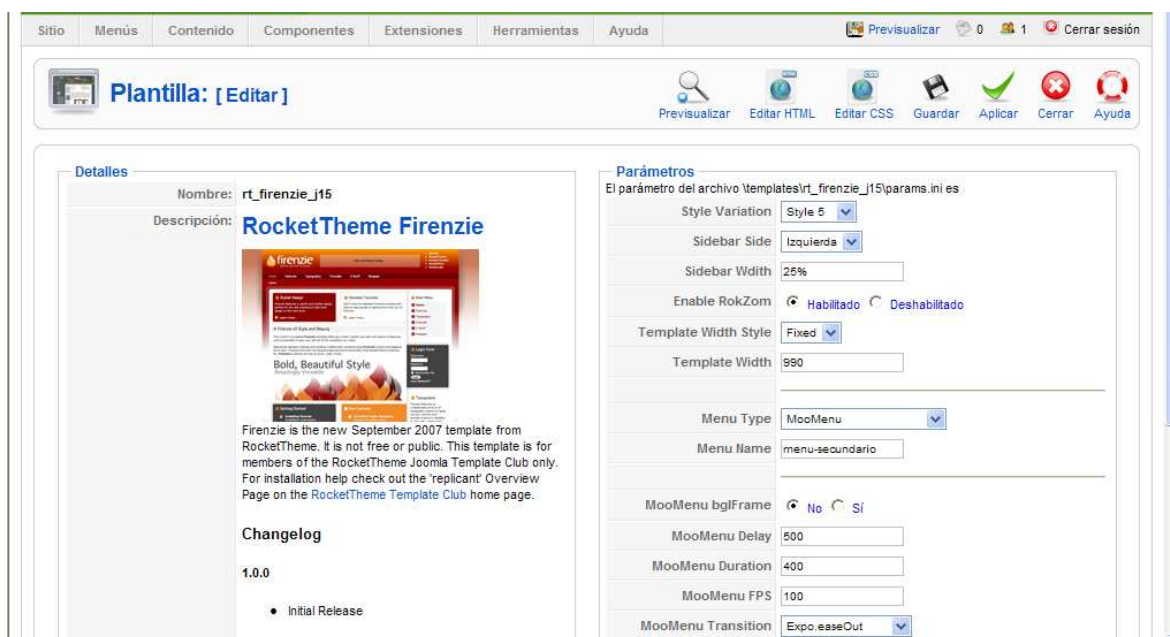 Sitio Menús Contenido Componentes Extensiones Herramientas Ayuda Previsualizar 0 1 Cerrar sesión
Plantilla: [ Editar ]
Previsualizar Editar HTML Editar CSS Guardar Aplicar Cerrar Ayuda
Detalles
Nombre: rt_firenzie_j15
Descripción: RocketTheme Firenzie
firenzie
Bold, Beautiful Style
Firenzie is the new September 2007 template from
RocketTheme. It is not free or public. This template is for
members of the RocketTheme Joomla Template Club only.
For installation help check out the 'replicant' Overview
Page on the RocketTheme Template Club home page.
Changelog
1.0.0
• Initial Release
Parámetros
El parámetro del archivo \templates\rt_firenzie_j15\params.ini es
Style Variation Style 5
Sidebar Side Izquierda
Sidebar Wdith 25%
Enable RokZom Habilitado Deshabilitado
Template Width Style Fixed
Template Width 990
Menu Type MooMenu
Menu Name menu-secundario
MooMenu bgIFrame No Sí
MooMenu Delay 500
MooMenu Duration 400
MooMenu FPS 100
MooMenu Transition Expo.easeOut